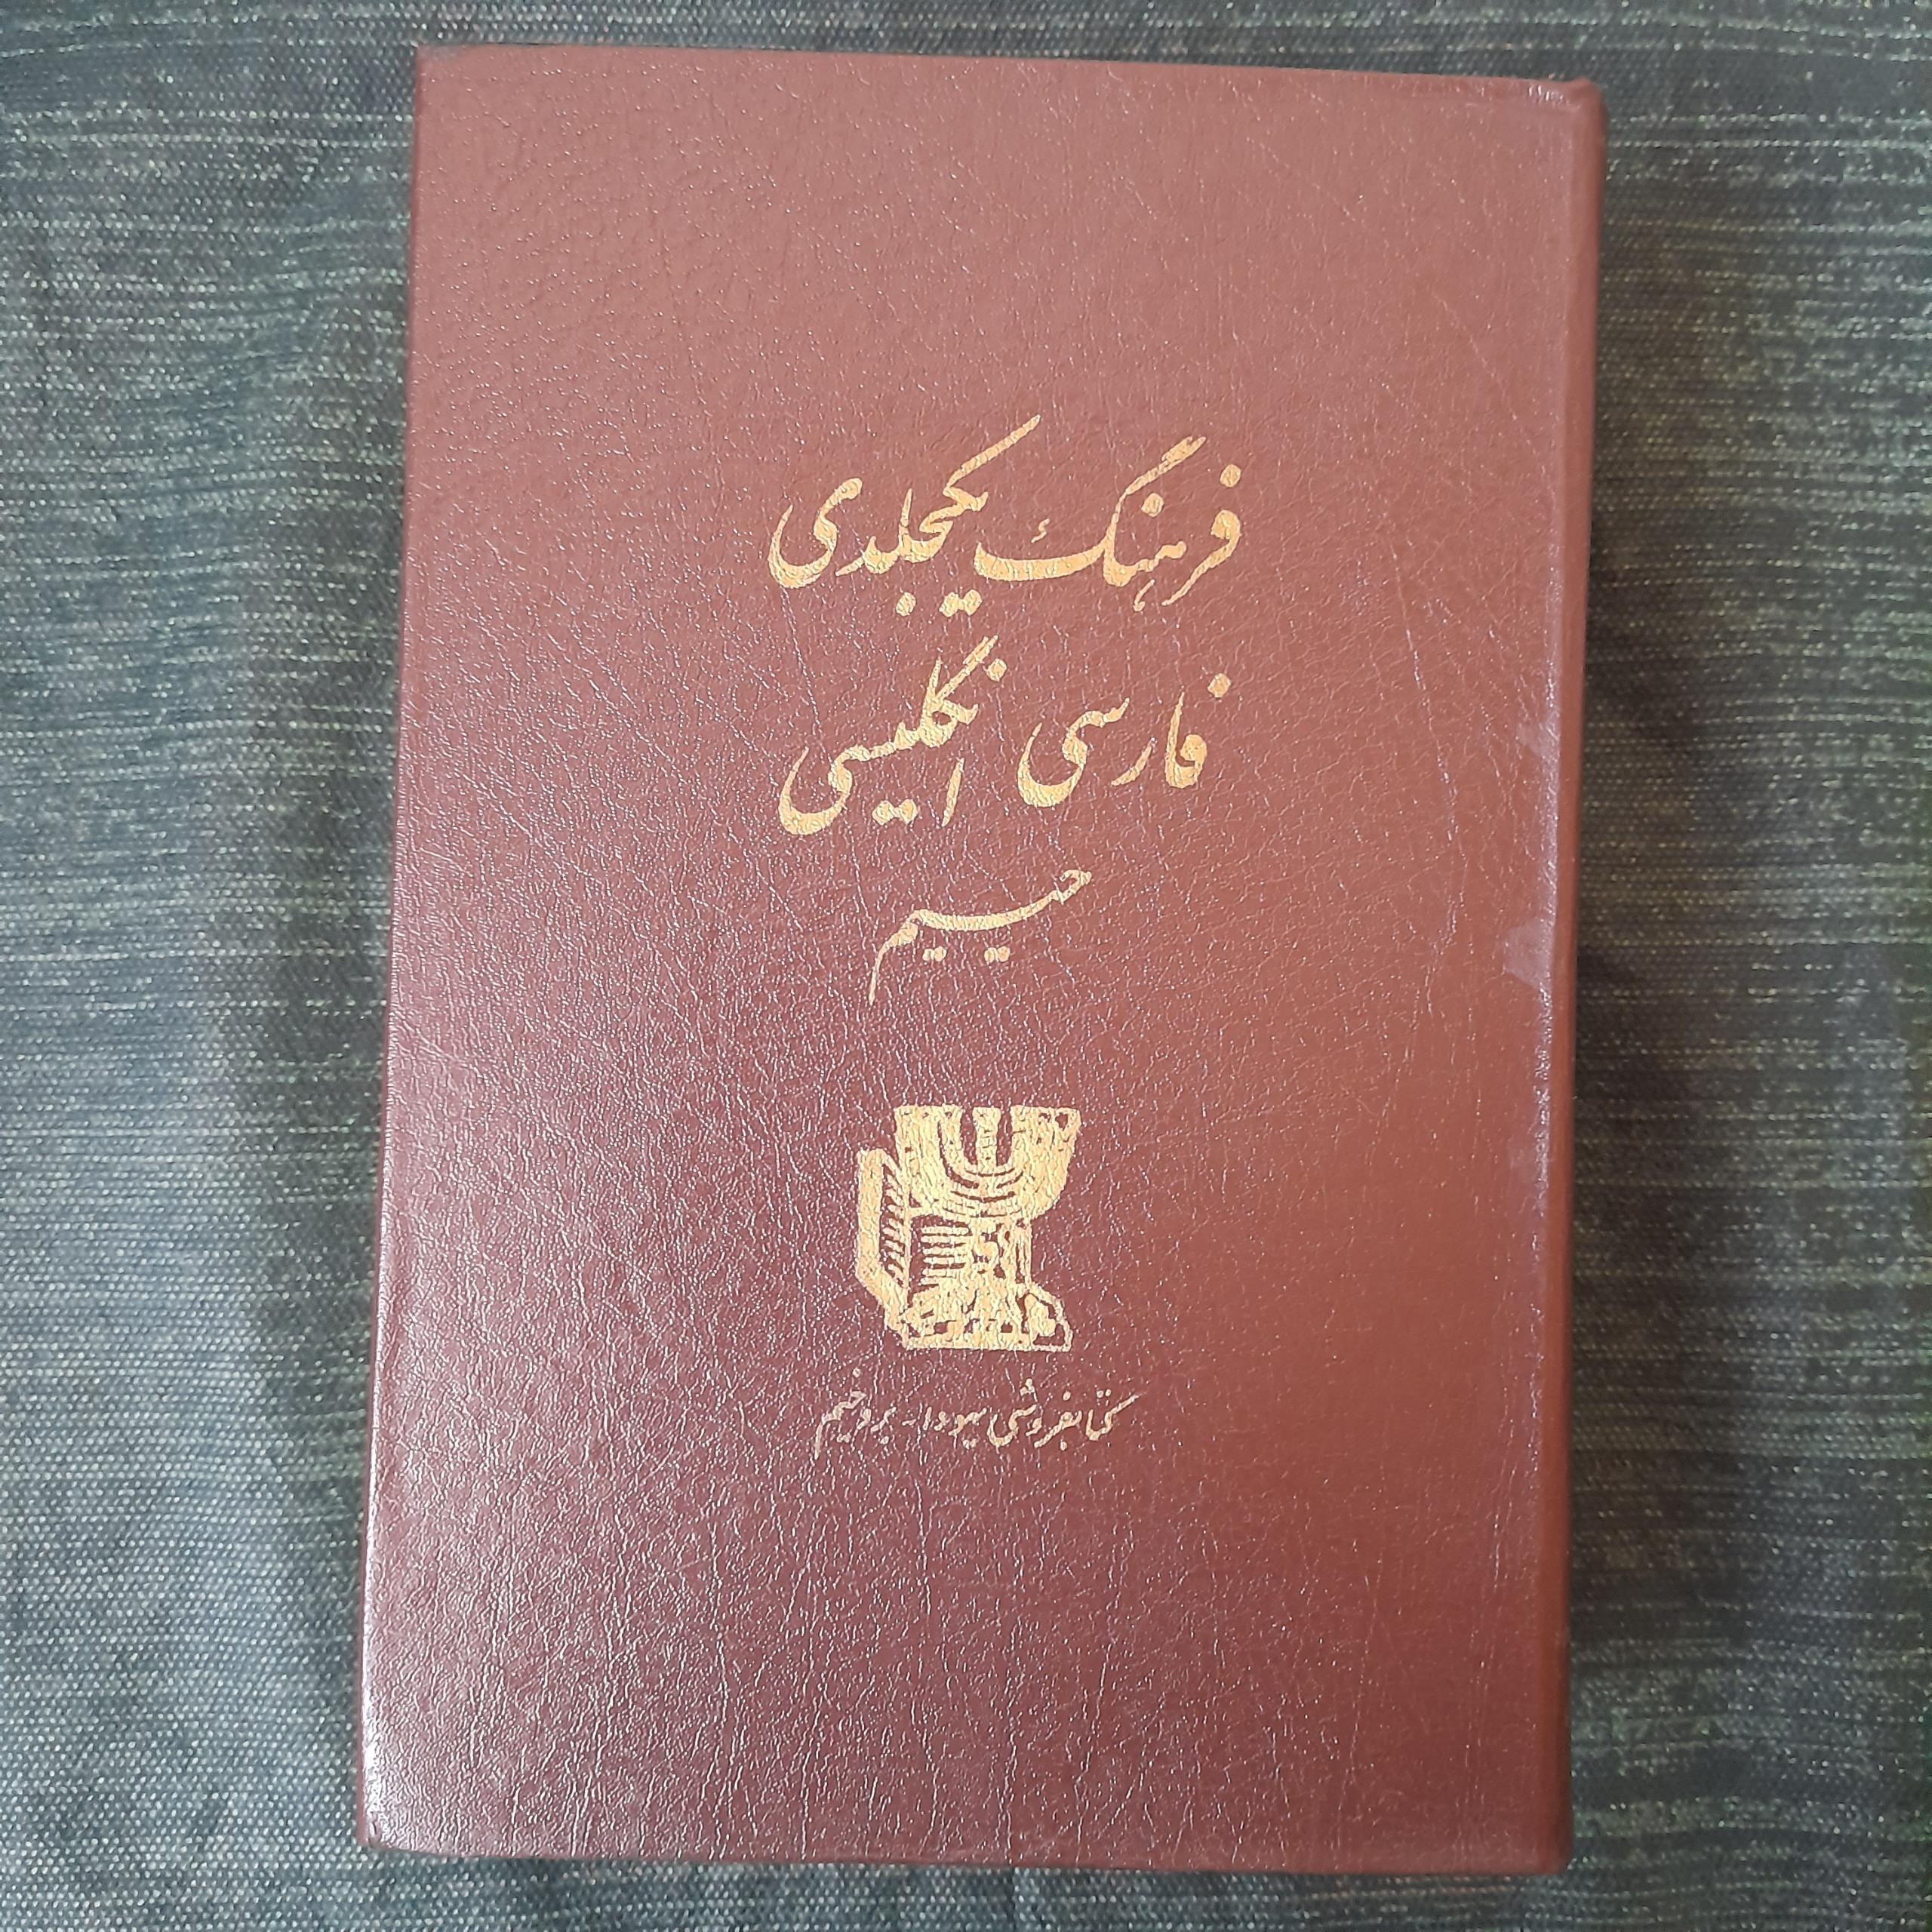 فرهنگ یکجلدی
فارسی انگلیسی
حییم
کتابفروشی یهودا - بروخیم